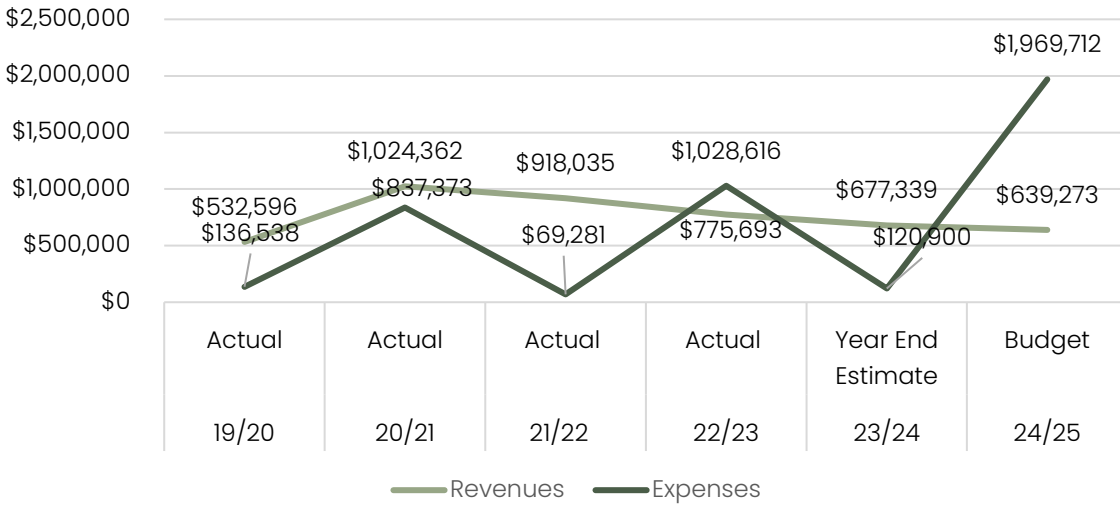 $2,500,000
$2,000,000
$1,500,000
$1,000,000
$500,000
$0
$532,596
$136,538
$1,024,362
$837,373
$918,035
$69,281
$1,028,616
$775,693
$677,339
$120,900
$1,969,712
$639,273
Actual
Actual
Actual
Actual
Year End
Estimate
Budget
19/20
20/21
21/22
22/23
23/24
24/25
Revenues
Expenses